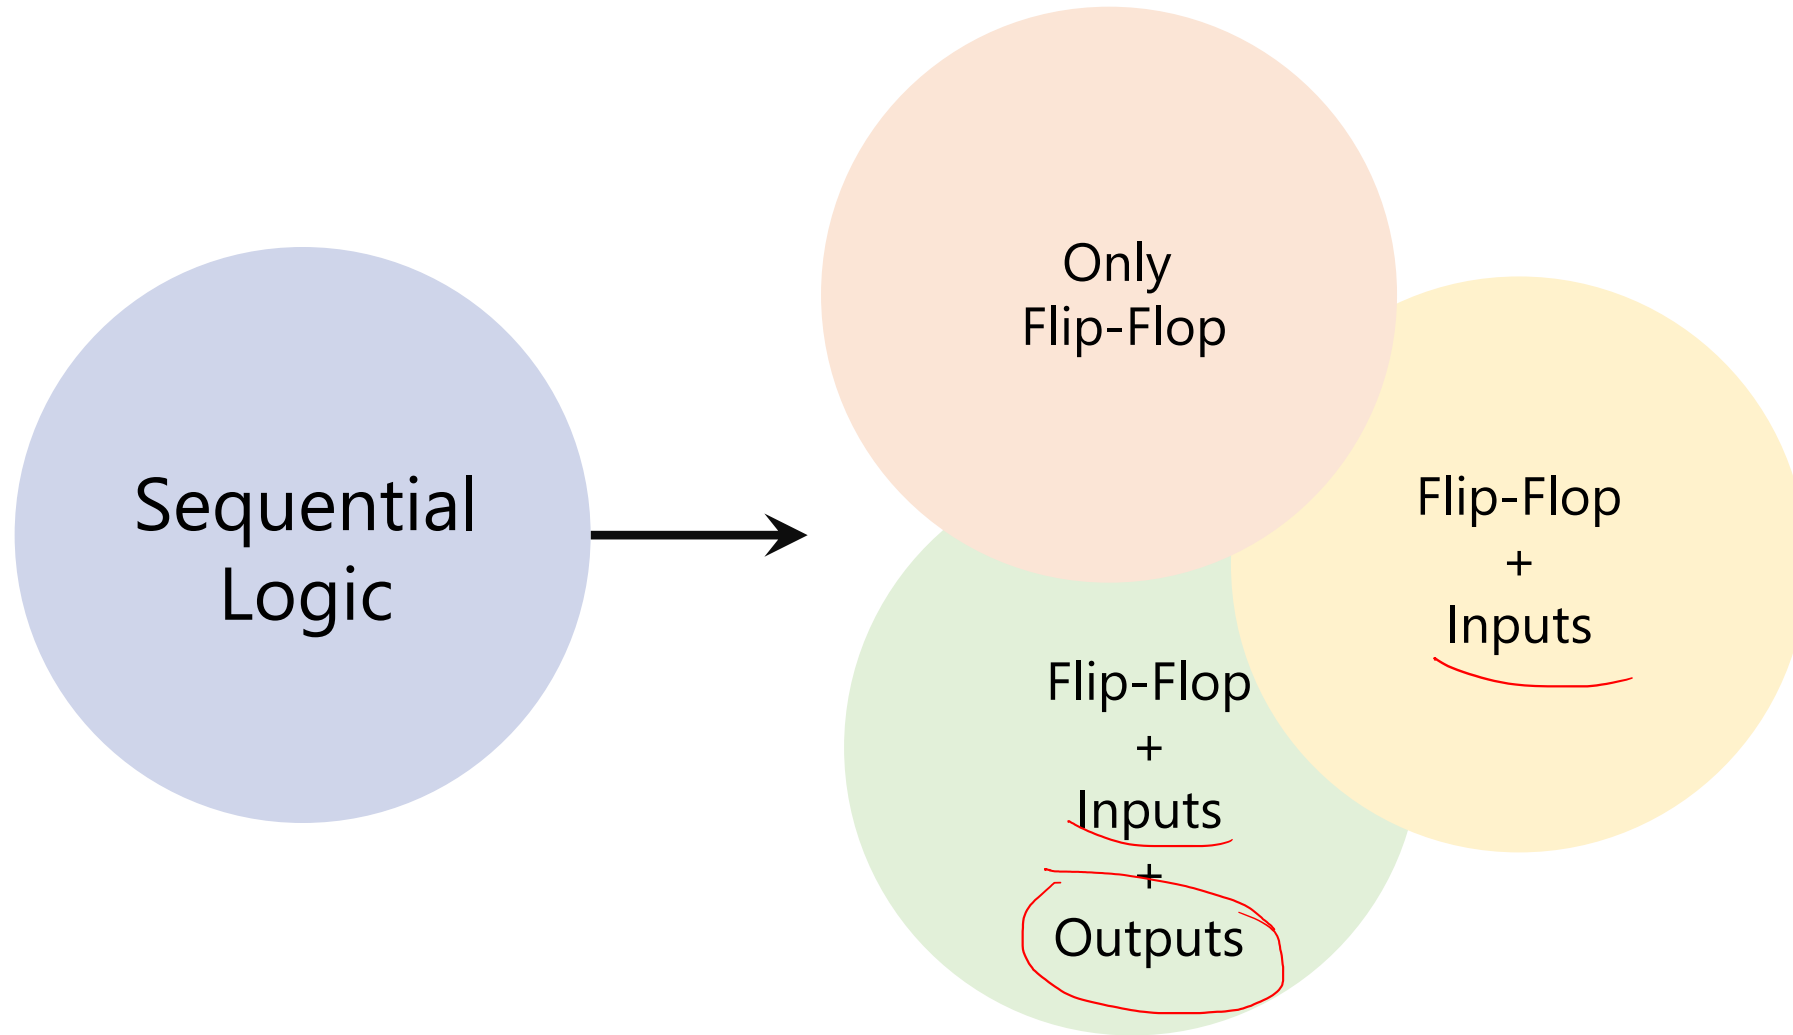 Sequential
Logic
Only
Flip-Flop
Flip-Flop
+
Inputs
Flip-Flop
+
Inputs
+
Outputs